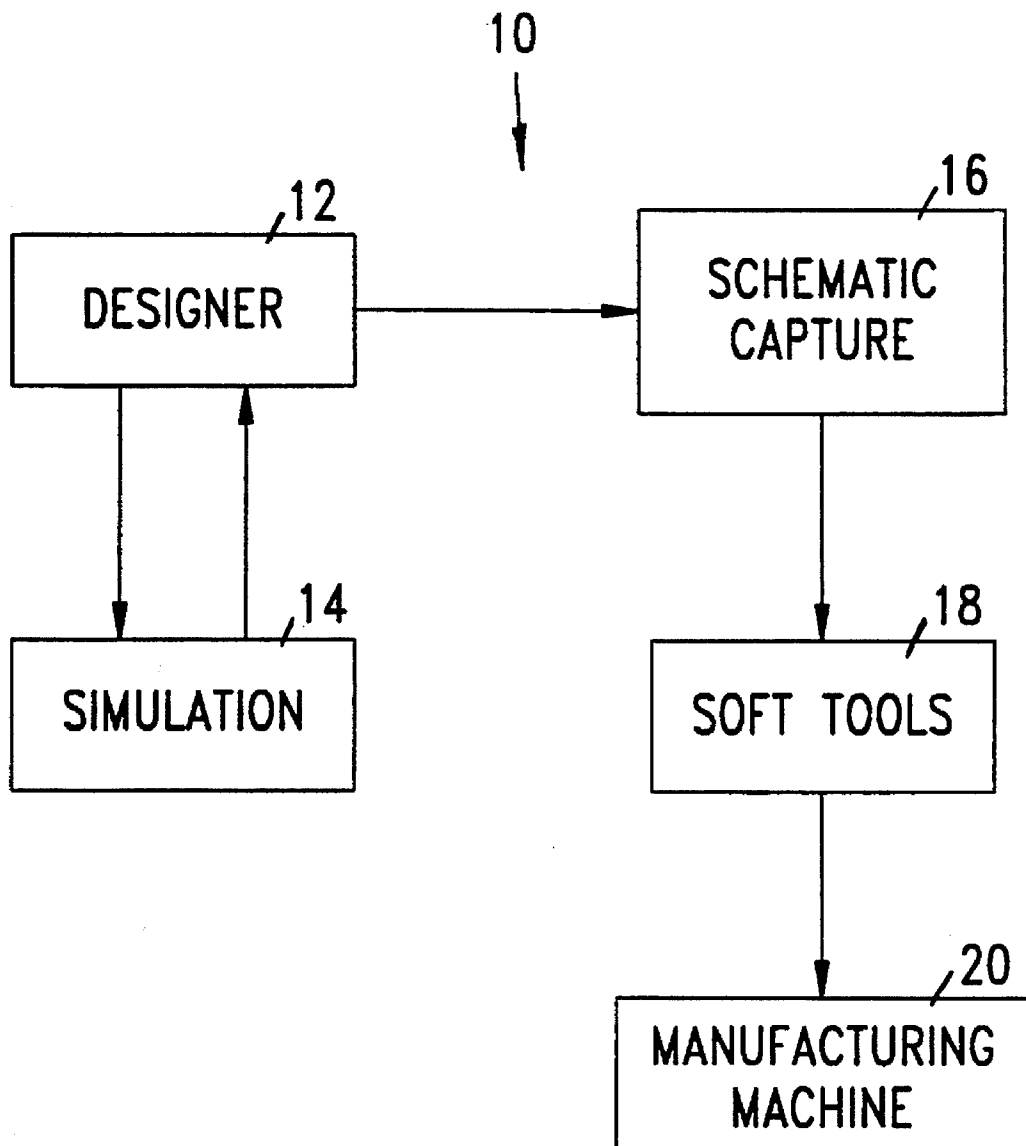 10
12
DESIGNER
16
SCHEMATIC
CAPTURE
14
SIMULATION
18
SOFT TOOLS
20
MANUFACTURING
MACHINE